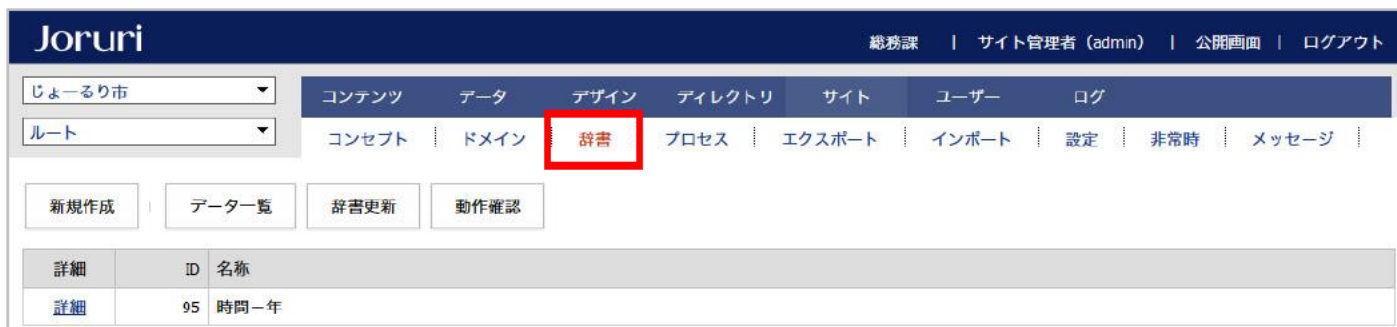 Joruri 総務課 | サイト管理者 (admin) | 公開画面 | ログアウト
じょーるり市 コンテンツ データ デザイン ディレクトリ サイト ユーザー ログ
ルート コンセプト ドメイン 辞書 プロセス エクスポート インポート 設定 非常時 メッセージ
新規作成 データ一覧 辞書更新 動作確認
詳細 ID 名称
詳細 95 時間－年